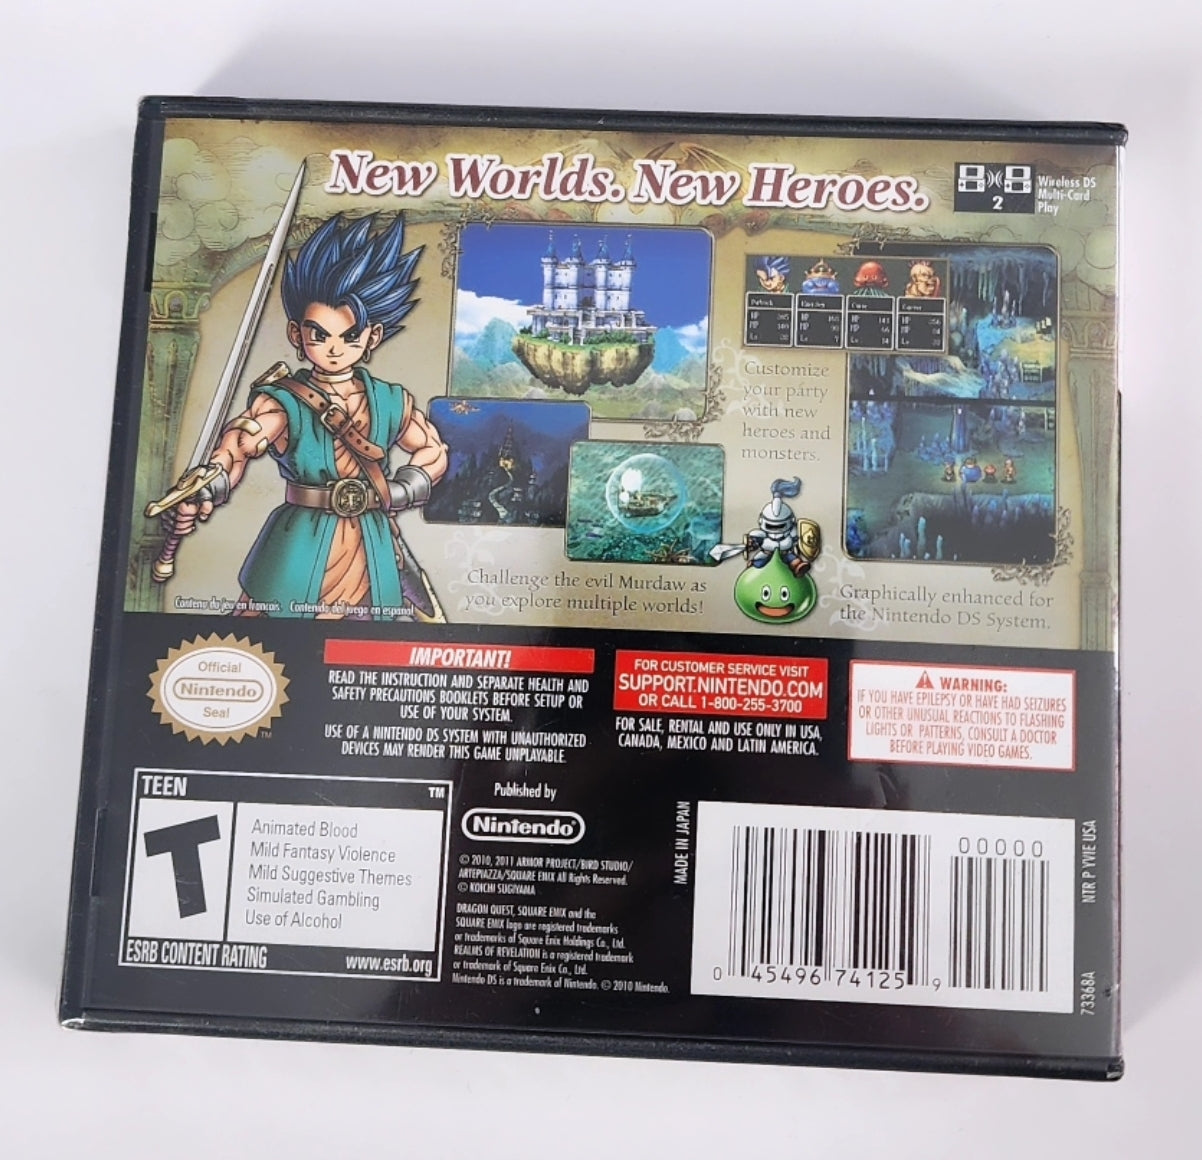 New Worlds. New Heroes.
2
Wireless DS
Multi-Card
Play
Customize
your party
with new
heroes and
monsters.
Challenge the evil Murdaw as
you explore multiple worlds!
Graphically enhanced for
the Nintendo DS System.
Contenu du jeu en français. Contenido del juego en español.
Official
Nintendo
Seal
TM
IMPORTANT!
READ THE INSTRUCTION AND SEPARATE HEALTH AND
SAFETY PRECAUTIONS BOOKLETS BEFORE SETUP OR
USE OF YOUR SYSTEM.
USE OF A NINTENDO DS SYSTEM WITH UNAUTHORIZED
DEVICES MAY RENDER THIS GAME UNPLAYABLE.
FOR CUSTOMER SERVICE VISIT
SUPPORT.NINTENDO.COM
OR CALL 1-800-255-3700
FOR SALE, RENTAL AND USE ONLY IN USA,
CANADA, MEXICO AND LATIN AMERICA.
WARNING:
IF YOU HAVE EPILEPSY OR HAVE HAD SEIZURES
OR OTHER UNUSUAL REACTIONS TO FLASHING
LIGHTS OR PATTERNS, CONSULT A DOCTOR
BEFORE PLAYING VIDEO GAMES.
TEEN
TM
T
Animated Blood
Mild Fantasy Violence
Mild Suggestive Themes
Simulated Gambling
Use of Alcohol
ESRB CONTENT RATING
www.esrb.org
Published by
Nintendo®
© 2010, 2011 ARMOR PROJECT/BIRD STUDIO/
ARTEPIAZZA/SQUARE ENIX All Rights Reserved.
© KOICHI SUGIYAMA
DRAGON QUEST, SQUARE ENIX and the
SQUARE ENIX logo are registered trademarks
or trademarks of Square Enix Holdings Co., Ltd.
REALMS OF REVELATION is a registered trademark
or trademark of Square Enix Co., Ltd.
Nintendo DS is a trademark of Nintendo. © 2010 Nintendo.
MADE IN JAPAN
00000
0 45496 74125 9
NTR P YVIE USA
73368A